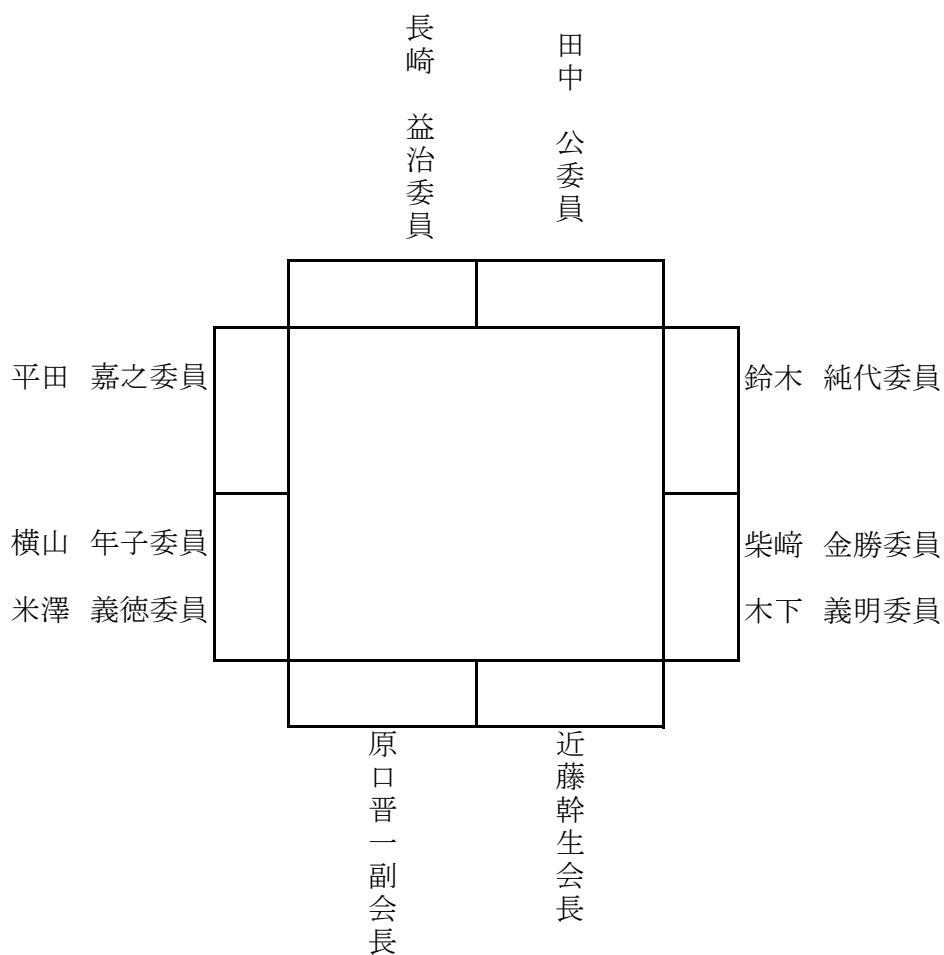 長崎　益治委員
田中　公委員
平田　嘉之委員
鈴木　純代委員
横山　年子委員
柴﨑　金勝委員
米澤　義徳委員
木下　義明委員
原口晋一副会長
近藤幹生会長